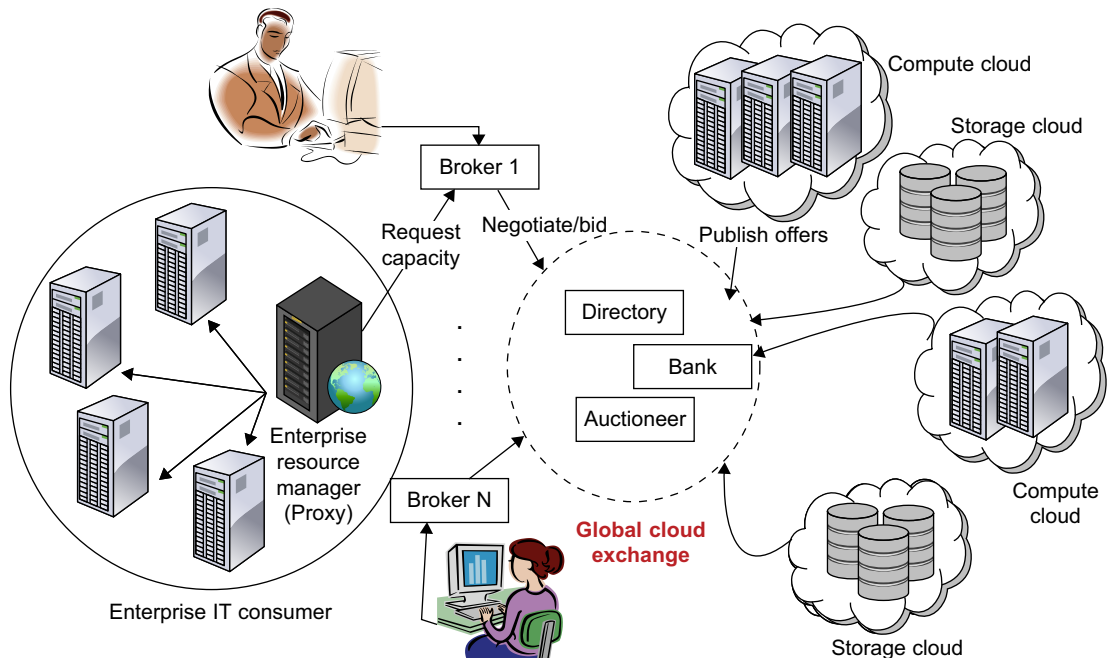 Compute cloud
Storage cloud
Broker 1
Request
capacity
Negotiate/bid
Publish offers
Directory
Bank
Auctioneer
Enterprise
resource
manager
(Proxy)
Broker N
Global cloud
exchange
Compute
cloud
Enterprise IT consumer
Storage cloud